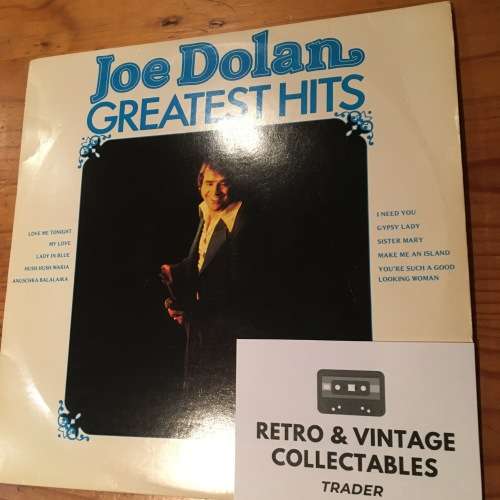 Joe Dolan
GREATEST HITS
LOVE ME TONIGHT
MY LOVE
LADY IN BLUE
HUSH HUSH MARIA
ANUSCHKA BALALAIKA
I NEED YOU
GYPSY LADY
SISTER MARY
MAKE ME AN ISLAND
YOU'RE SUCH A GOOD
LOOKING WOMAN
RETRO & VINTAGE
COLLECTABLES
TRADER